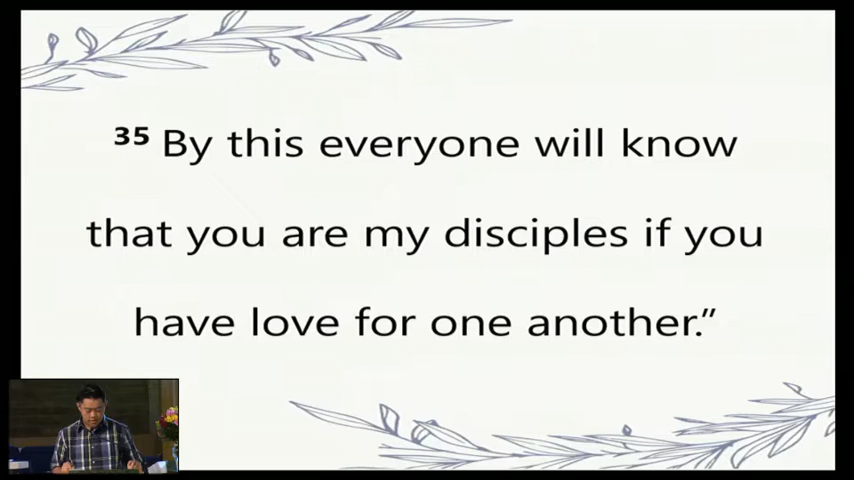 35 By this everyone will know
that you are my disciples if you
have love for one another.”